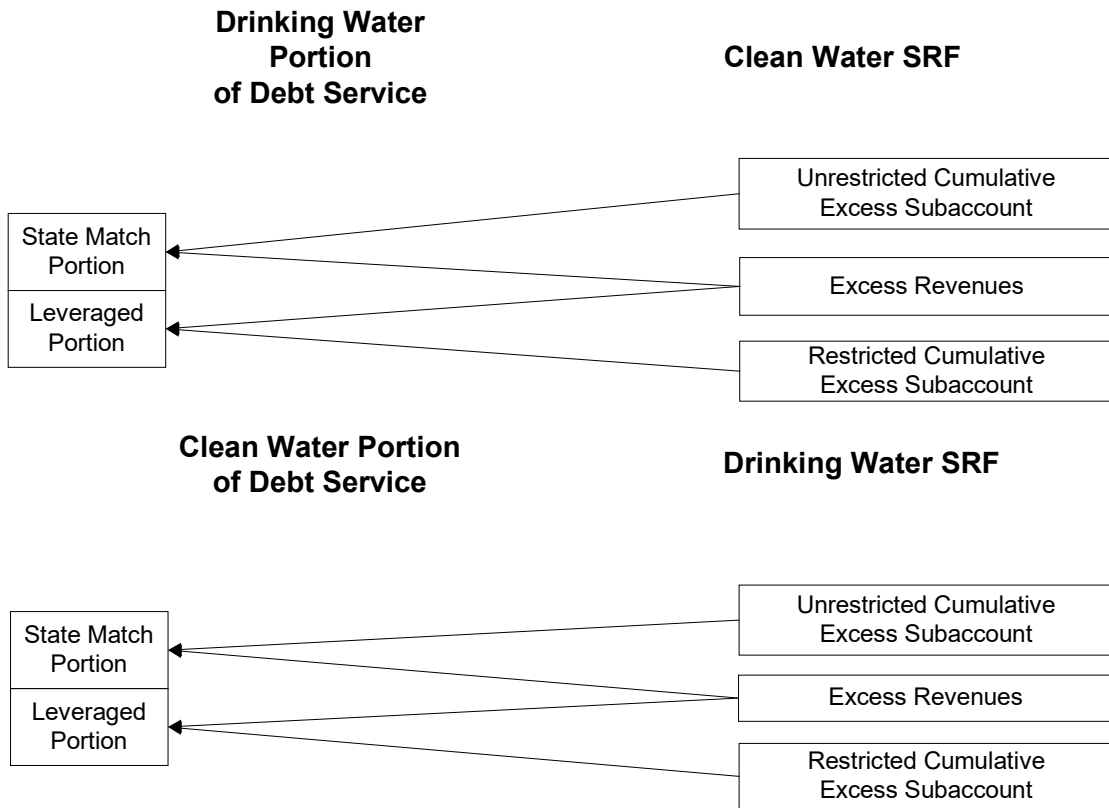 Drinking Water
Portion
of Debt Service
Clean Water SRF
State Match
Portion
Leveraged
Portion
Unrestricted Cumulative
Excess Subaccount
Excess Revenues
Restricted Cumulative
Excess Subaccount
Clean Water Portion
of Debt Service
Drinking Water SRF
State Match
Portion
Leveraged
Portion
Unrestricted Cumulative
Excess Subaccount
Excess Revenues
Restricted Cumulative
Excess Subaccount